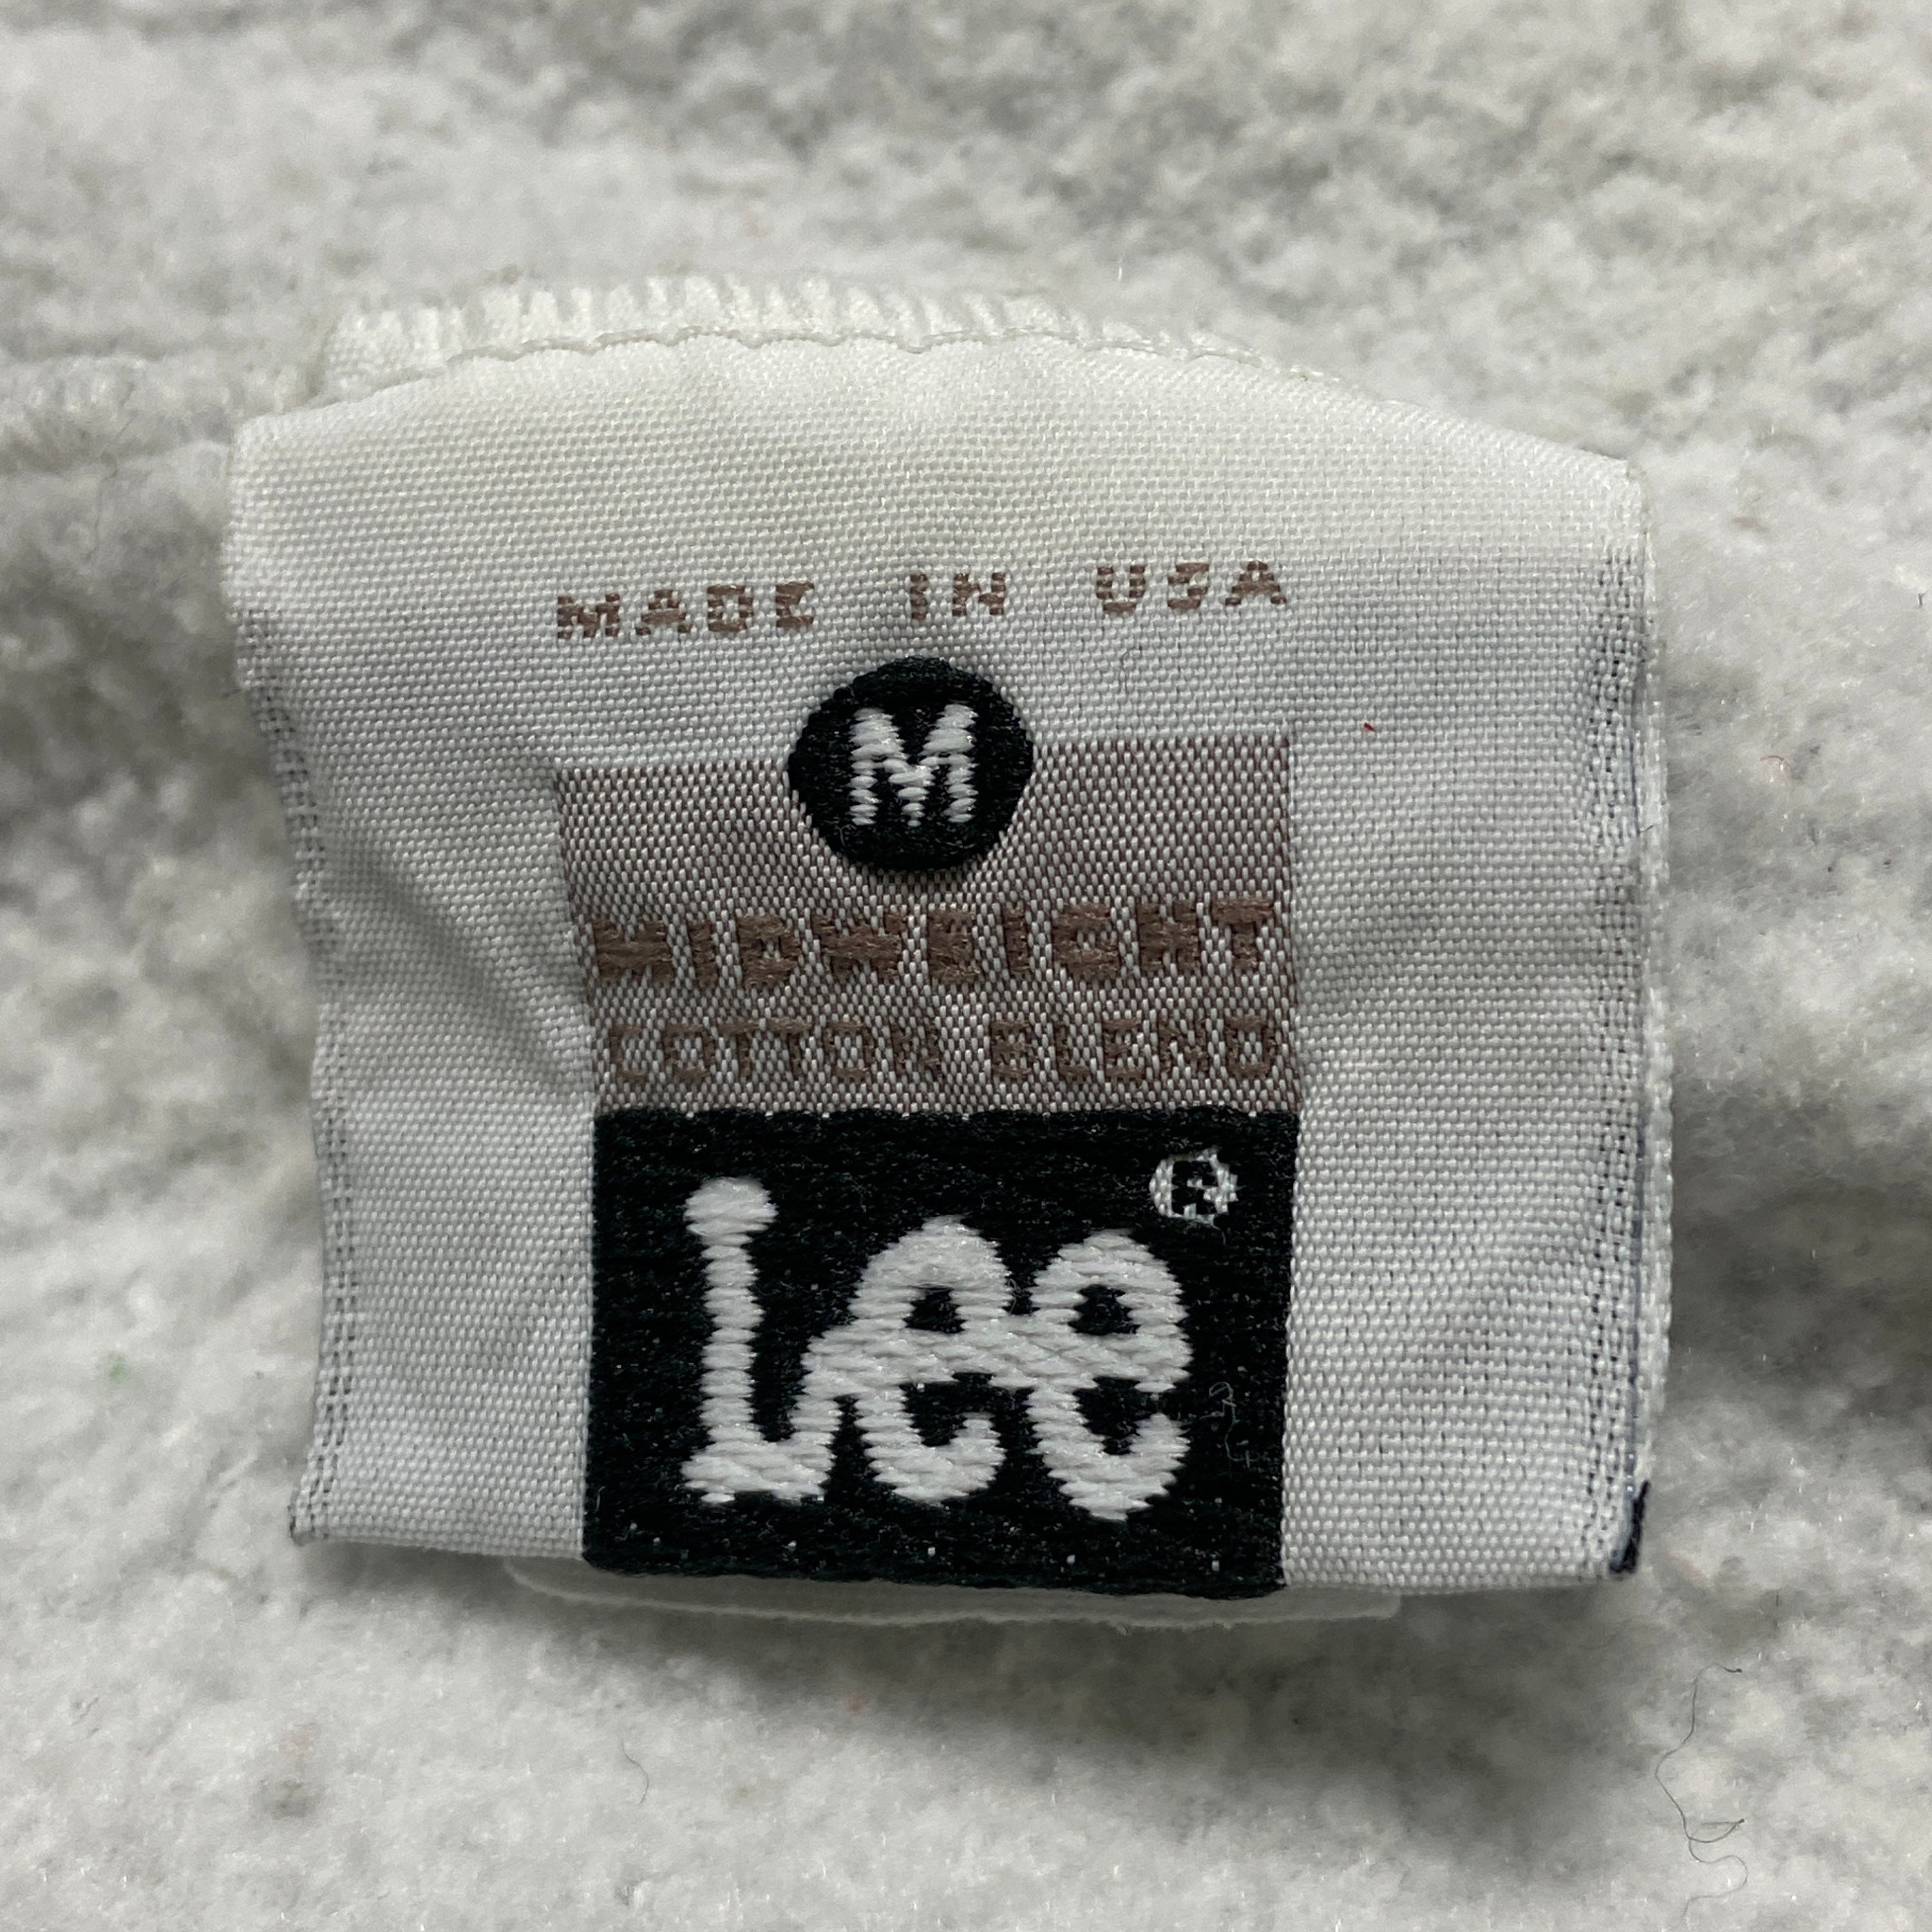 MADE IN USA
M
MIDWEIGHT
COTTON BLEND
Lee®